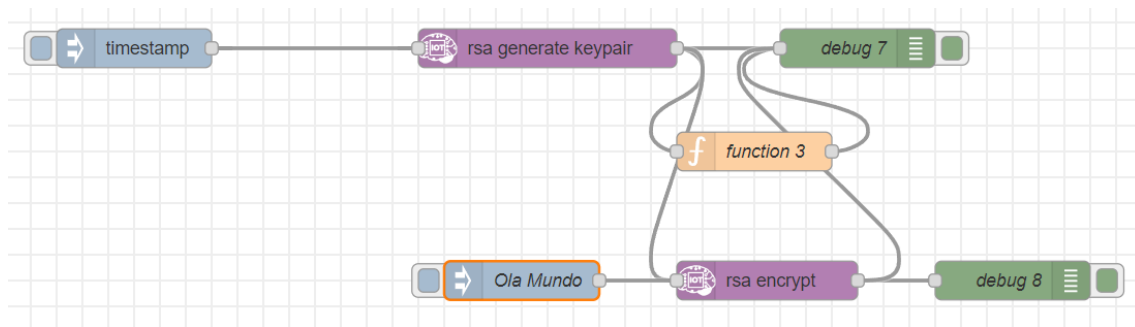 timestamp
rsa generate keypair
debug 7
function 3
Ola Mundo
rsa encrypt
debug 8